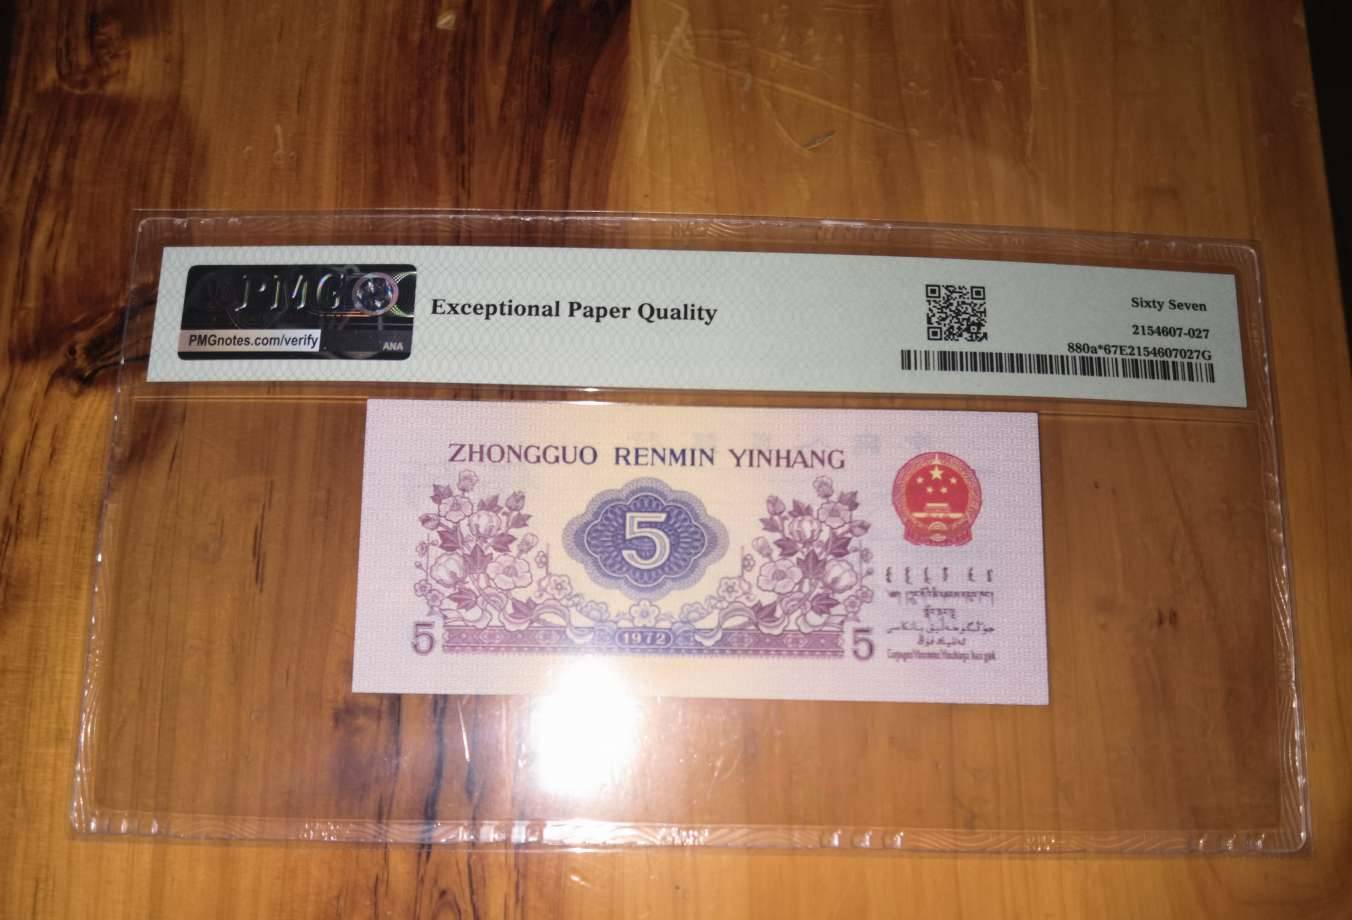 PMG
PMGnotes.com/verify
ANA
Exceptional Paper Quality
Sixty Seven
2154607-027
880a*67E2154607027G
ZHONGGUO RENMIN YINHANG
5
5
1972
5